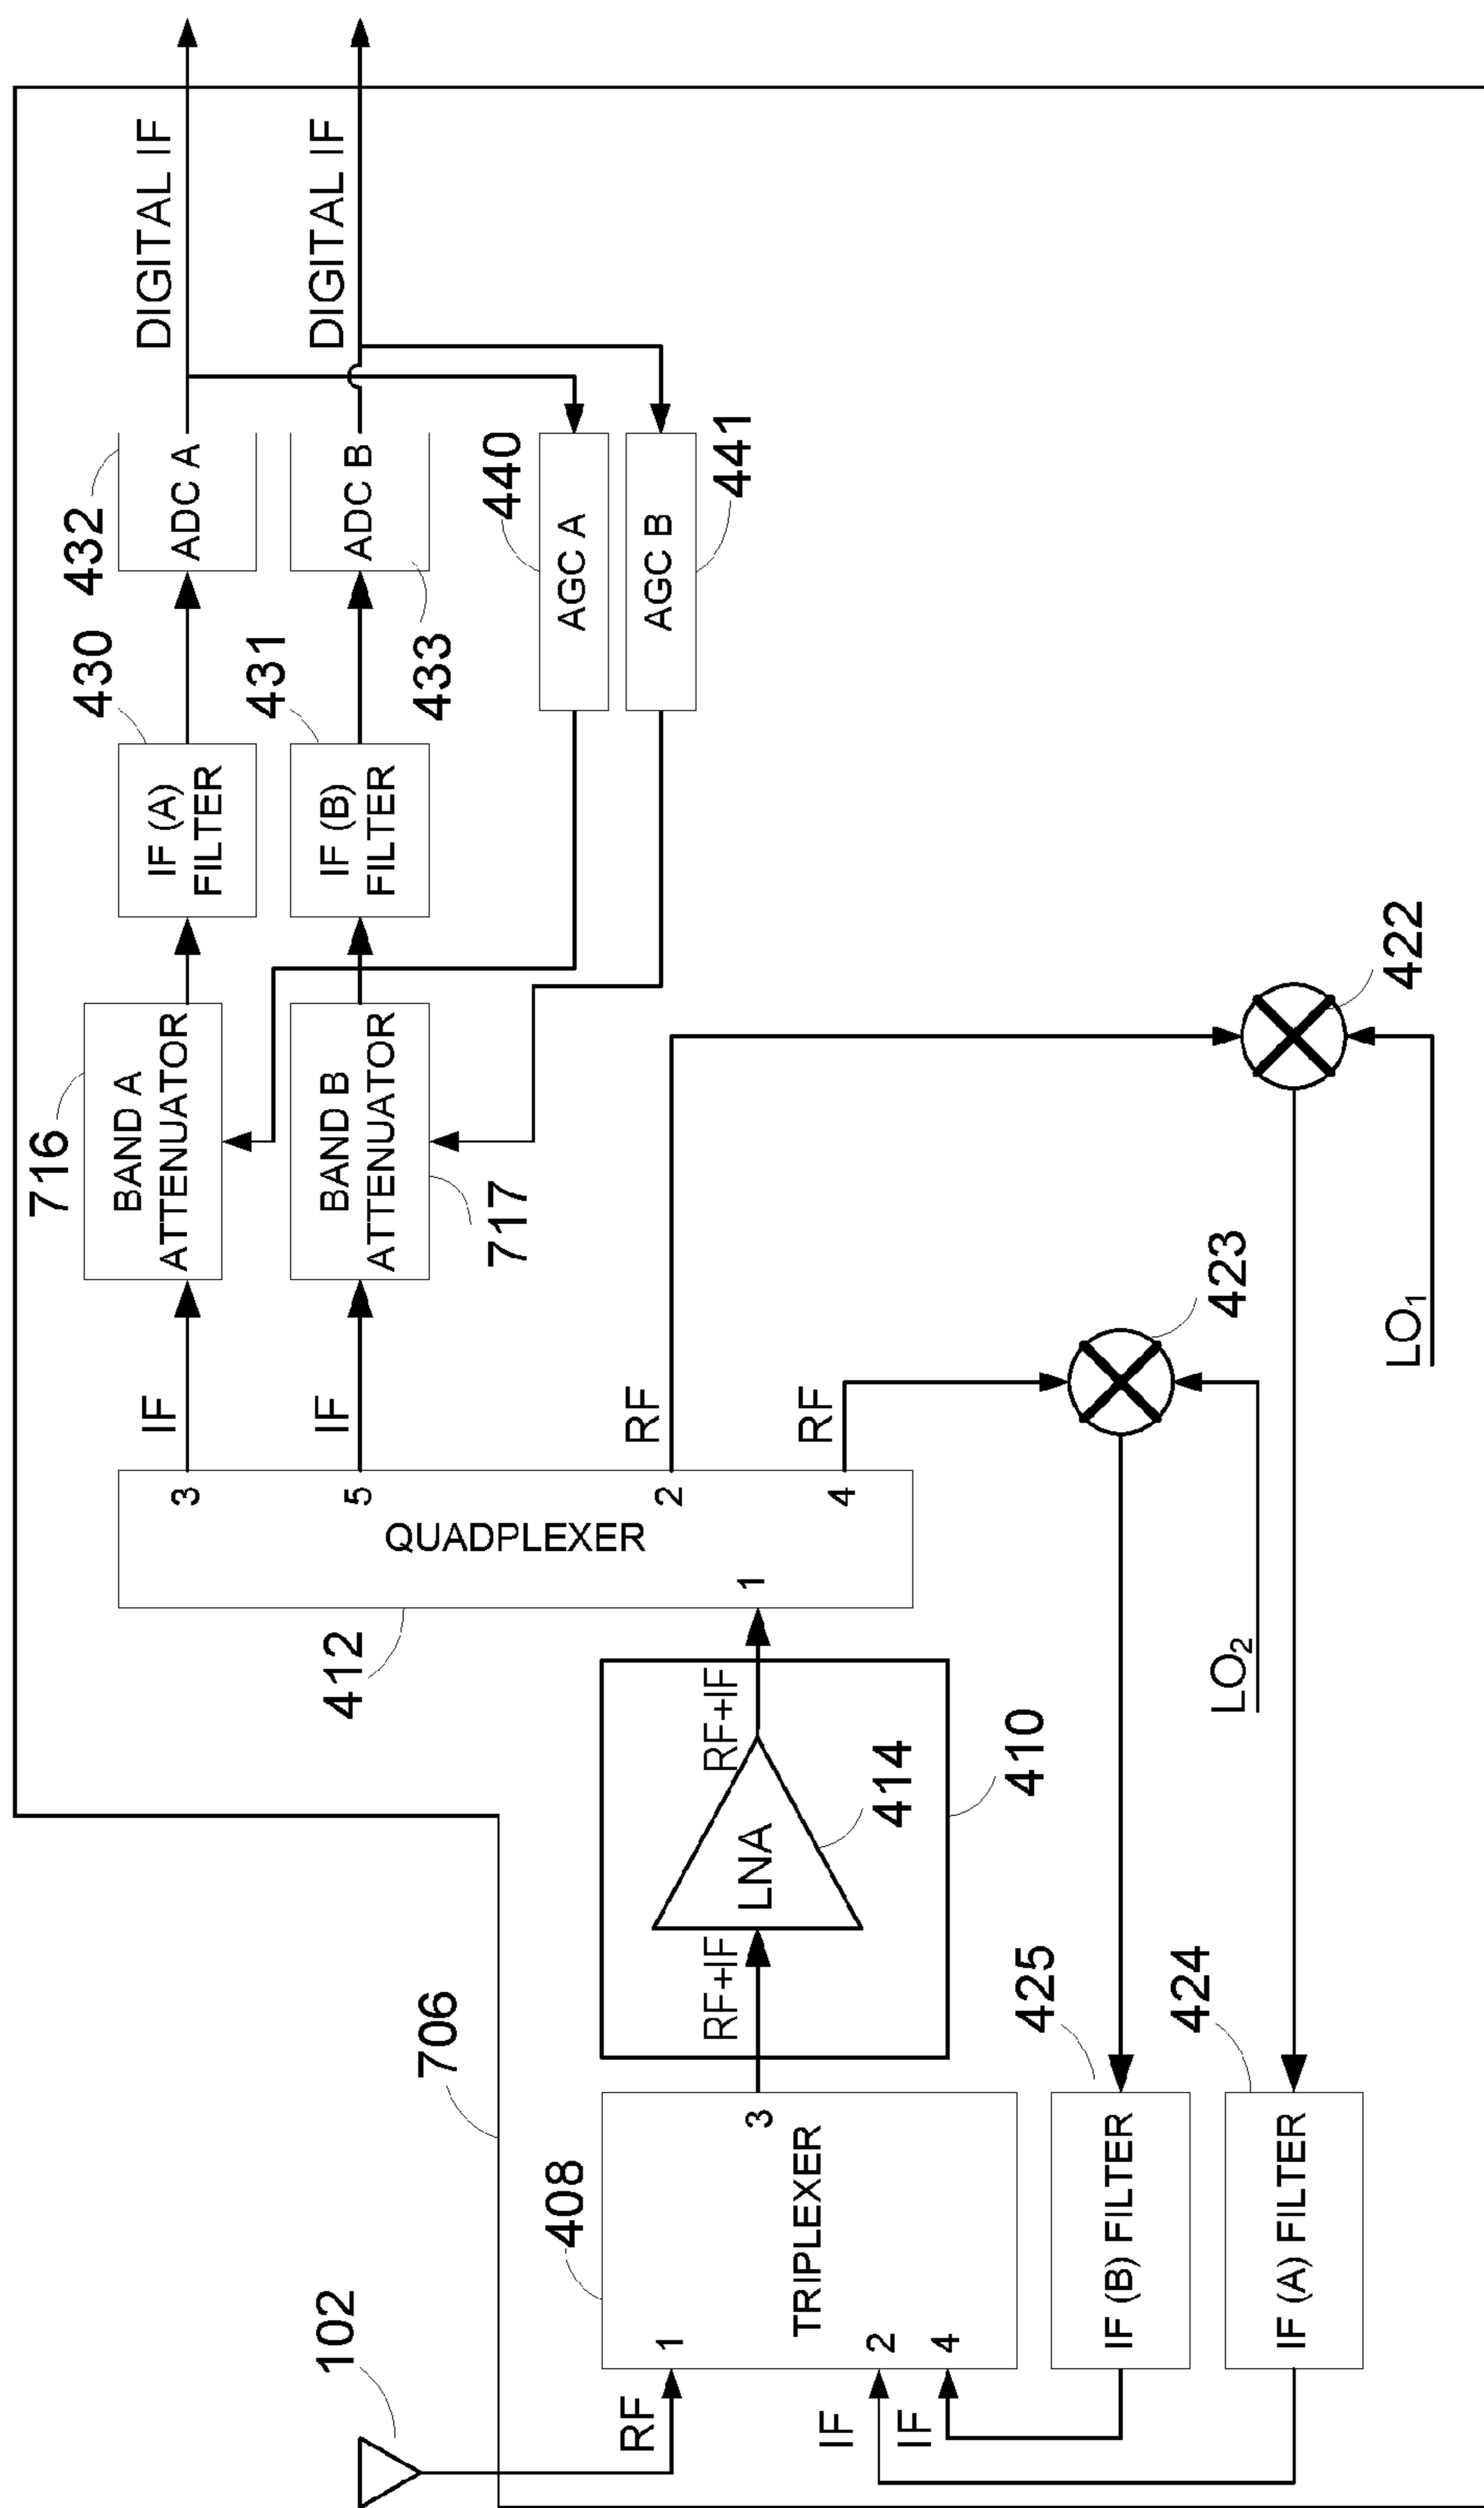 102
RF
1
408
TRIPLEXER
3
IF
2
IF
4
706
RF+IF
LNA
RF+IF
414
410
412
QUADPLEXER
1
3
5
2
4
IF
IF
RF
RF
716
BAND A
ATTENUATOR
BAND B
ATTENUATOR
717
430
IF (A)
FILTER
431
IF (B)
FILTER
432
ADC A
ADC B
433
DIGITAL IF
DIGITAL IF
440
AGC A
AGC B
441
422
LO₁
423
LO₂
425
IF (B) FILTER
424
IF (A) FILTER